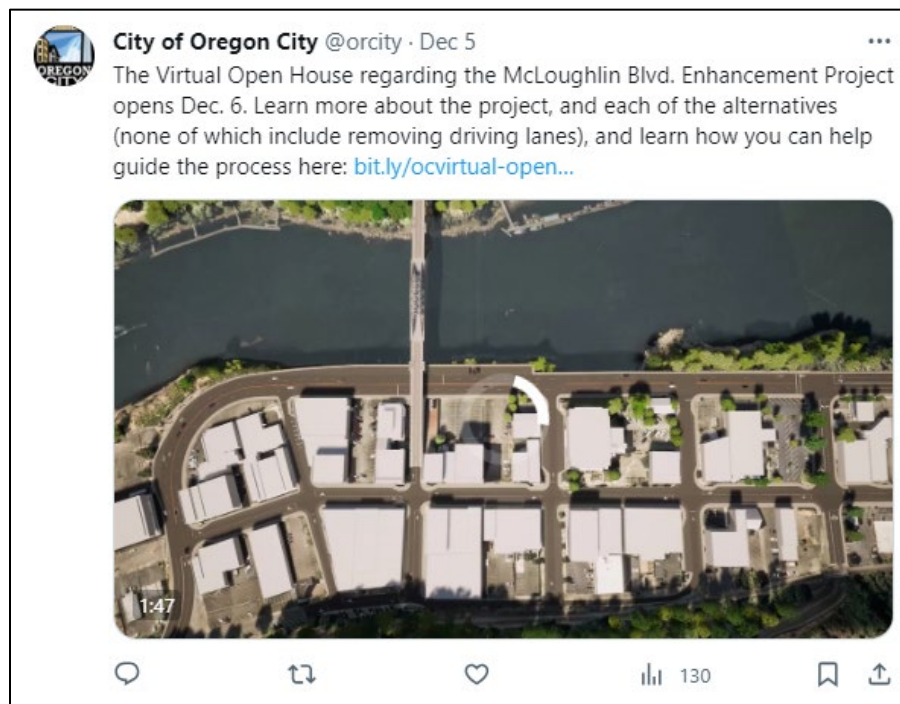 City of Oregon City @orcity · Dec 5
The Virtual Open House regarding the McLoughlin Blvd. Enhancement Project
opens Dec. 6. Learn more about the project, and each of the alternatives
(none of which include removing driving lanes), and learn how you can help
guide the process here: bit.ly/ocvirtual-open...
OREGON
CITY
1:47
130